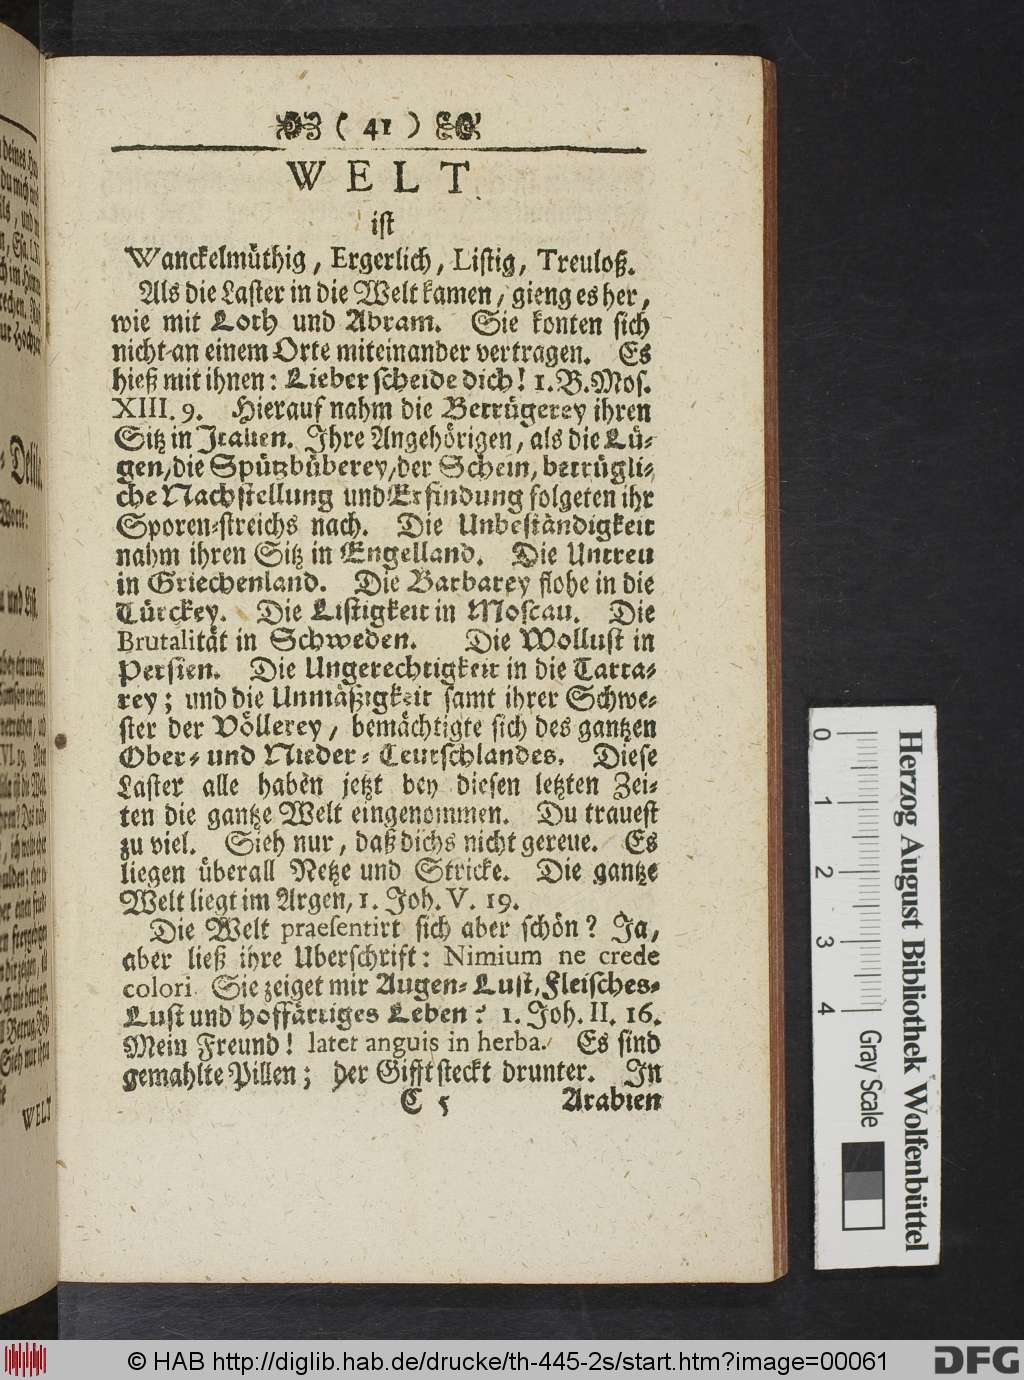 ( 41 )
WELT
ist
Wanckelmüthig, Ergerlich, Listig, Treuloß.
Als die Laster in die Welt kamen, gieng es her,
wie mit Loth und Abram. Sie konten sich
nicht an einem Orte miteinander vertragen. Es
hieß mit ihnen: Lieber scheide dich! 1. B. Mos.
XIII. 9. Hierauf nahm die Betrügerey ihren
Sitz in Italien. Ihre Angehörigen, als die Lü-
gen, die Spützbüberey, der Schein, betrügli-
che Nachstellung und Erfindung folgeten ihr
Sporen-streichs nach. Die Unbeständigkeit
nahm ihren Sitz in Engelland. Die Untreu
in Griechenland. Die Barbarey flohe in die
Türckey. Die Listigkeit in Moscau. Die
Brutalität in Schweden. Die Wollust in
Persien. Die Ungerechtigkeit in die Tarta-
rey; und die Unmäßigkeit samt ihrer Schwe-
ster der Völlerey, bemächtigte sich des gantzen
Ober- und Nieder-Teutschlandes. Diese
Laster alle haben jetzt bey diesen letzten Zei-
ten die gantze Welt eingenommen. Du trauest
zu viel. Sieh nur, daß dichs nicht gereue. Es
liegen überall Netze und Stricke. Die gantze
Welt liegt im Argen, 1. Joh. V. 19.
Die Welt praesentirt sich aber schön? Ja,
aber ließ ihre Uberschrift: Nimium ne crede
colori. Sie zeiget mir Augen-Lust, Fleisches-
Lust und hoffärtiges Leben? 1. Joh. II. 16.
Mein Freund! latet anguis in herba. Es sind
gemahlte Pillen; der Gifft steckt drunter. In
C 5 Arabien
WELT
0 1 2 3 4
Gray Scale
Herzog August Bibliothek Wolfenbüttel
© HAB http://diglib.hab.de/drucke/th-445-2s/start.htm?image=00061
DFG